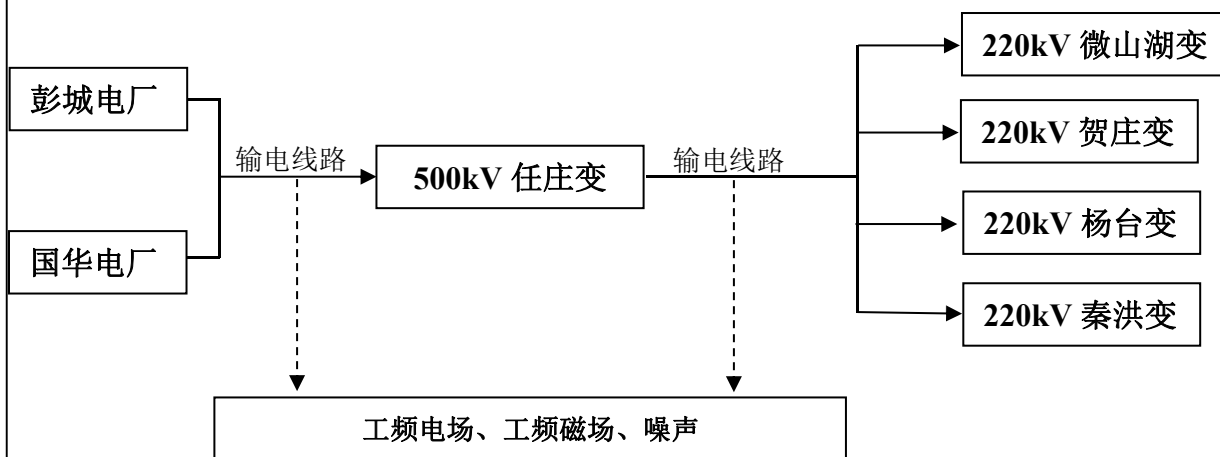 彭城电厂
国华电厂
输电线路
500kV 任庄变
输电线路
220kV 微山湖变
220kV 贺庄变
220kV 杨台变
220kV 秦洪变
工频电场、工频磁场、噪声